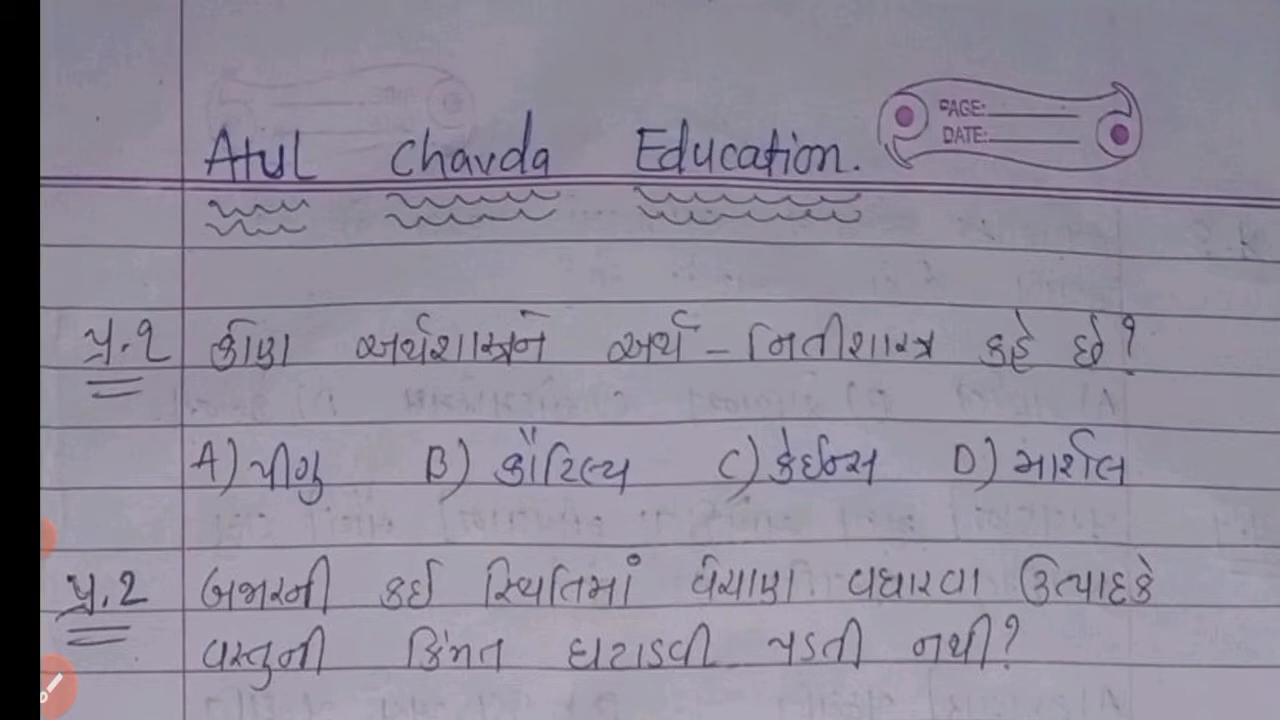 PAGE:
DATE:
Atul Chavda Education.
પ્ર.૧ કોણ અર્થશાસ્ત્રને અર્થ - નિતીશાસ્ત્ર કહે છે?
A) પીગુ B) કૌટિલ્ય C) કેઈન્સ D) માર્શલ
પ્ર.2 બજારની કઈ સ્થિતિમાં વેચાણ વધારવા ઉત્પાદકે
વસ્તુની કિંમત ઘટાડવી પડતી નથી?